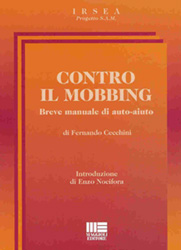 IRSEA
Progetto S.A.M.
CONTRO
IL MOBBING
Breve manuale di auto-aiuto
di Fernando Cecchini
Introduzione
di Enzo Nocifora
MAGGIOLI
EDITORE